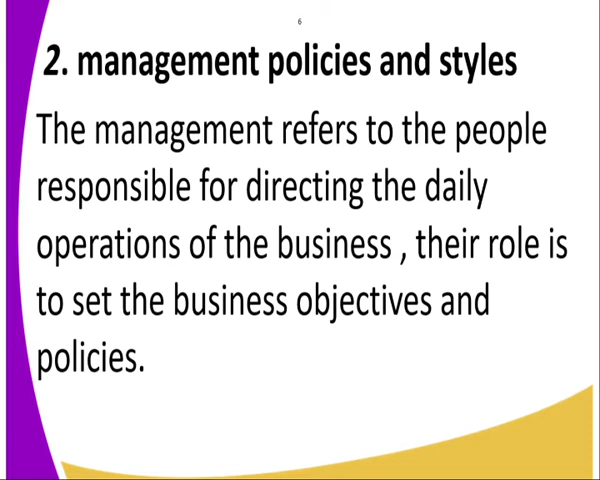 6
2. management policies and styles
The management refers to the people
responsible for directing the daily
operations of the business , their role is
to set the business objectives and
policies.